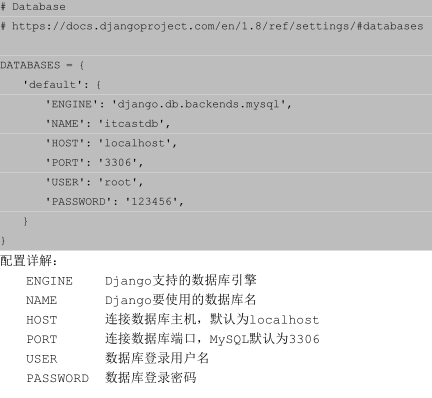 # Database
# https://docs.djangoproject.com/en/1.8/ref/settings/#databases
DATABASES = {
'default': {
'ENGINE': 'django.db.backends.mysql',
'NAME': 'itcastdb',
'HOST': 'localhost',
'PORT': '3306',
'USER': 'root',
'PASSWORD': '123456',
}
}
配置详解：
ENGINE Django支持的数据库引擎
NAME Django要使用的数据库名
HOST 连接数据库主机，默认为localhost
PORT 连接数据库端口，MySQL默认为3306
USER 数据库登录用户名
PASSWORD 数据库登录密码